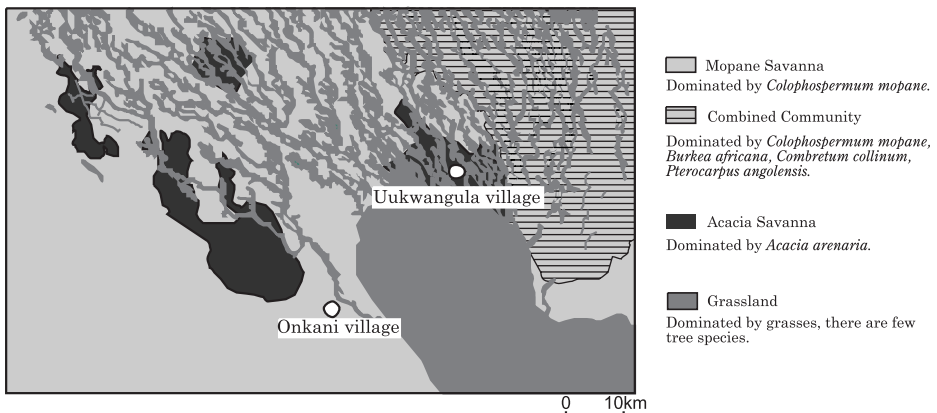 Mopane Savanna
Dominated by Colophospermum mopane.
Combined Community
Dominated by Colophospermum mopane,
Burkea africana, Combretum collinum,
Pterocarpus angolensis.
Acacia Savanna
Dominated by Acacia arenaria.
Grassland
Dominated by grasses, there are few
tree species.
Uukwangula village
Onkani village
0 10km